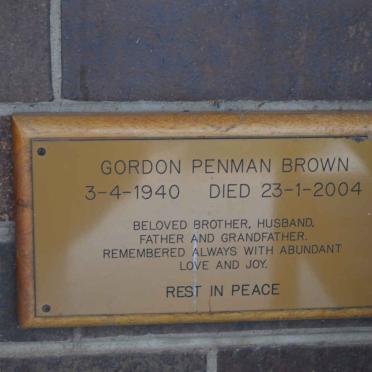 GORDON PENMAN BROWN
3-4-1940 DIED 23-1-2004
BELOVED BROTHER, HUSBAND,
FATHER AND GRANDFATHER.
REMEMBERED ALWAYS WITH ABUNDANT
LOVE AND JOY.
REST IN PEACE